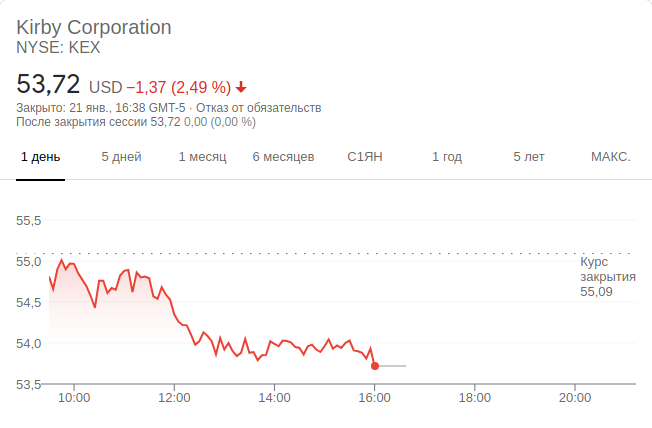 Kirby Corporation
NYSE: KEX
53,72 USD −1,37 (2,49 %)
Закрыто: 21 янв., 16:38 GMT-5 · Отказ от обязательств
После закрытия сессии 53,72 0,00 (0,00 %)
1 день 5 дней 1 месяц 6 месяцев С1ЯН 1 год 5 лет МАКС.
55,5
55,0
54,5
54,0
53,5
Курс
закрытия
55,09
10:00 12:00 14:00 16:00 18:00 20:00